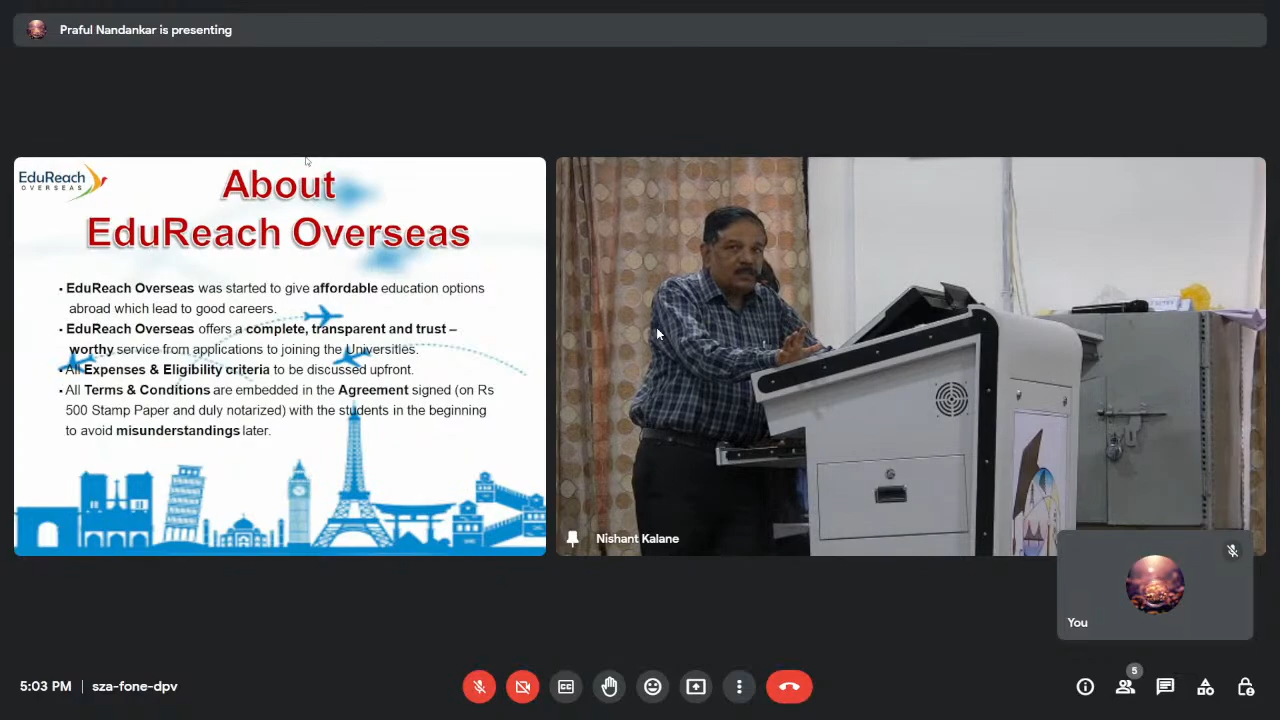 Praful Nandankar is presenting
EduReach
OVERSEAS
About
EduReach Overseas
• EduReach Overseas was started to give affordable education options
abroad which lead to good careers.
• EduReach Overseas offers a complete, transparent and trust –
worthy service from applications to joining the Universities.
• All Expenses & Eligibility criteria to be discussed upfront.
• All Terms & Conditions are embedded in the Agreement signed (on Rs
500 Stamp Paper and duly notarized) with the students in the beginning
to avoid misunderstandings later.
Nishant Kalane
You
5:03 PM | sza-fone-dpv
5